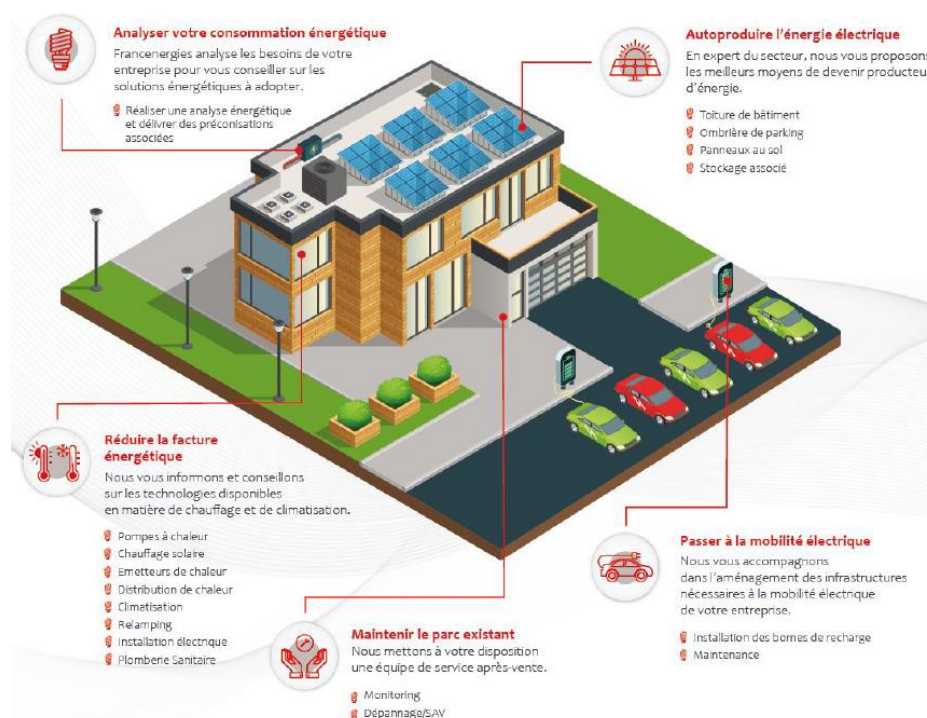 Analyser votre consommation énergétique
Francenergies analyse les besoins de votre
entreprise pour vous conseiller sur les
solutions énergétiques à adopter.
Réaliser une analyse énergétique
et délivrer des préconisations
associées
Autoproduire l'énergie électrique
En expert du secteur, nous vous proposons
les meilleurs moyens de devenir producteur
d'énergie.
Toiture de bâtiment
Ombrière de parking
Panneaux au sol
Stockage associé
Réduire la facture
énergétique
Nous vous informons et conseillons
sur les technologies disponibles
en matière de chauffage et de climatisation.
Pompes à chaleur
Chauffage solaire
Emetteurs de chaleur
Distribution de chaleur
Climatisation
Relamping
Installation électrique
Plomberie Sanitaire
Maintenir le parc existant
Nous mettons à votre disposition
une équipe de service après-vente.
Monitoring
Dépannage/SAV
Passer à la mobilité électrique
Nous vous accompagnons
dans l'aménagement des infrastructures
nécessaires à la mobilité électrique
de votre entreprise.
Installation des bornes de recharge
Maintenance